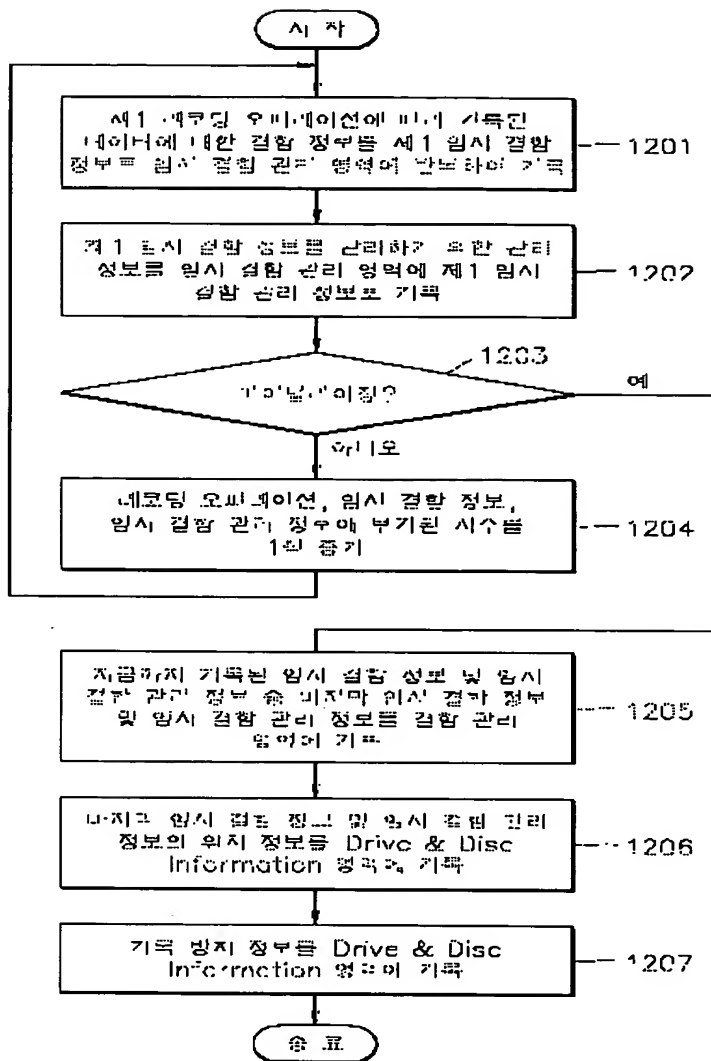 시 작
제1 레코딩 오퍼레이션에 따라 기록된
데이터에 대한 결함 정보를 제1 임시 결함
정보로 임시 결함 관리 영역에 반복하여 기록
1201
제1 임시 결함 정보를 관리하기 위한 관리
정보를 임시 결함 관리 영역에 제1 임시
결함 관리 정보로 기록
1202
1203
파이널라이징?
예
아니오
레코딩 오퍼레이션, 임시 결함 정보,
임시 결함 관리 정보에 부기된 지수를
1씩 증가
1204
지금까지 기록된 임시 결함 정보 및 임시
결함 관리 정보 중 마지막 임시 결함 정보
및 임시 결함 관리 정보를 결함 관리
영역에 기록
1205
마지막 임시 결함 정보 및 임시 결함 관리
정보의 위치 정보를 Drive & Disc
Information 영역에 기록
1206
기록 방지 정보를 Drive & Disc
Information 영역에 기록
1207
종 료